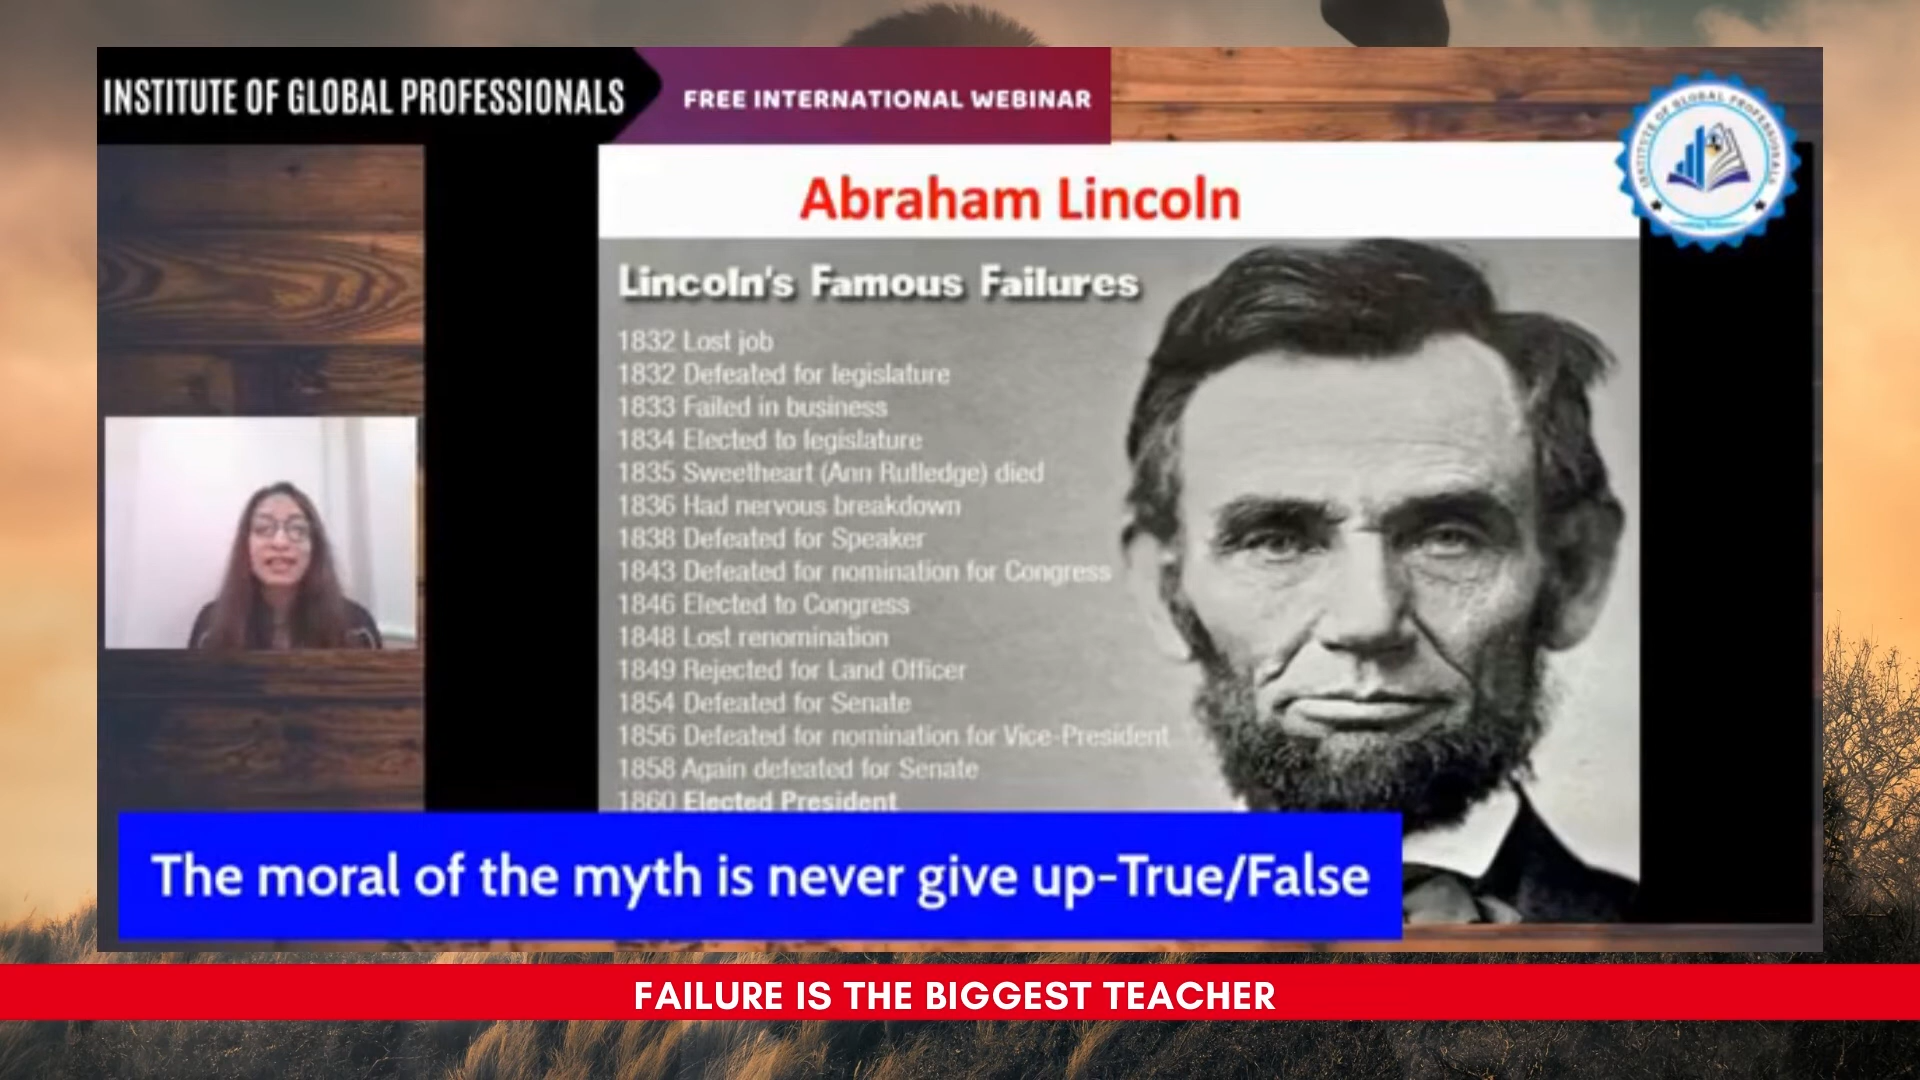 INSTITUTE OF GLOBAL PROFESSIONALS
FREE INTERNATIONAL WEBINAR
INSTITUTE OF GLOBAL PROFESSIONALS
Abraham Lincoln
Lincoln's Famous Failures
1832 Lost job
1832 Defeated for legislature
1833 Failed in business
1834 Elected to legislature
1835 Sweetheart (Ann Rutledge) died
1836 Had nervous breakdown
1838 Defeated for Speaker
1843 Defeated for nomination for Congress
1846 Elected to Congress
1848 Lost renomination
1849 Rejected for Land Officer
1854 Defeated for Senate
1856 Defeated for nomination for Vice-President
1858 Again defeated for Senate
1860 Elected President
The moral of the myth is never give up-True/False
FAILURE IS THE BIGGEST TEACHER